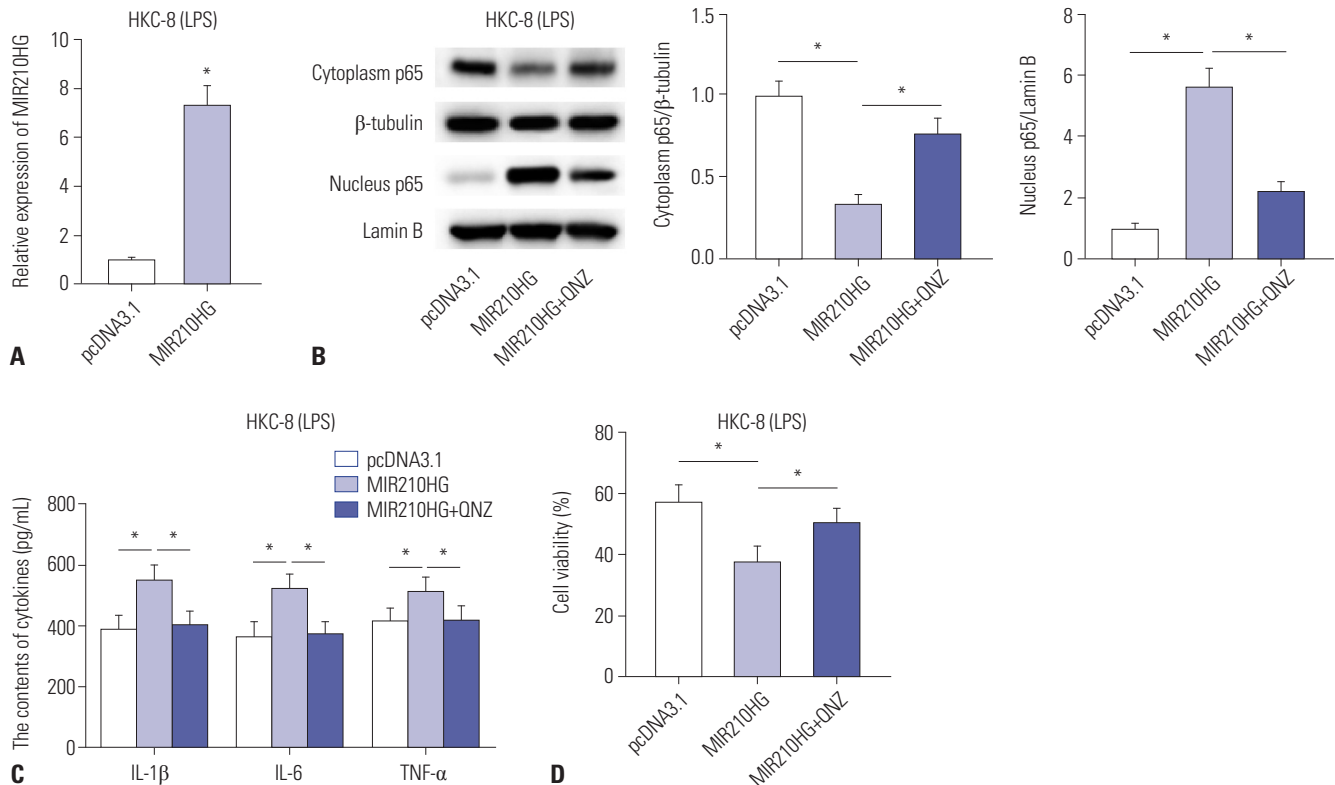 HKC-8 (LPS)
Relative expression of MIR210HG
10
8
6
4
2
0
*
pcDNA3.1
MIR210HG
A
HKC-8 (LPS)
Cytoplasm p65
β-tubulin
Nucleus p65
Lamin B
pcDNA3.1
MIR210HG
MIR210HG+QNZ
B
Cytoplasm p65/β-tubulin
1.5
1.0
0.5
0.0
*
*
pcDNA3.1
MIR210HG
MIR210HG+QNZ
Nucleus p65/Lamin B
8
6
4
2
0
*
*
pcDNA3.1
MIR210HG
MIR210HG+QNZ
HKC-8 (LPS)
pcDNA3.1
MIR210HG
MIR210HG+QNZ
The contents of cytokines (pg/mL)
800
600
400
200
0
* *
* *
* *
IL-1β
IL-6
TNF-α
C
HKC-8 (LPS)
Cell viability (%)
80
60
40
20
0
*
*
pcDNA3.1
MIR210HG
MIR210HG+QNZ
D